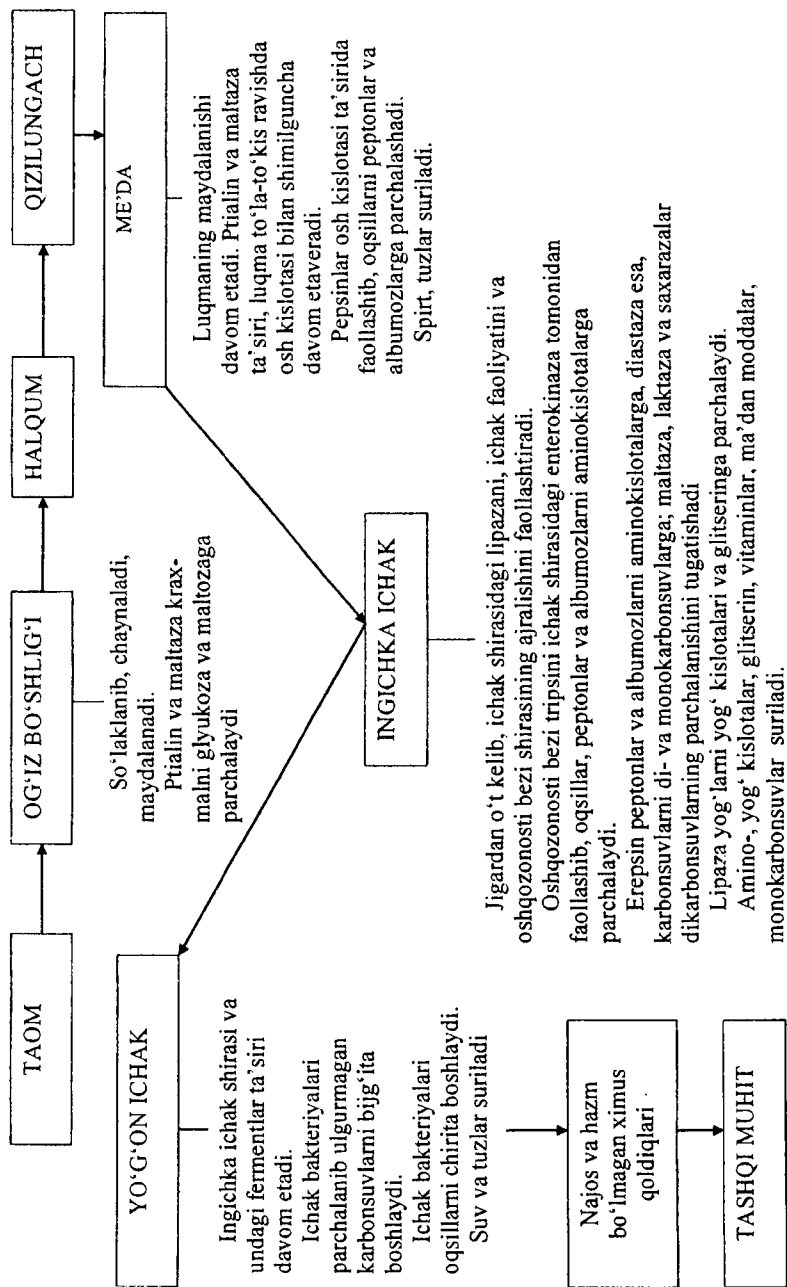 TAOM
OG‘IZ BO‘SHLIG‘I
HALQUM
QIZILUNGACH
So‘laklanib, chaynaladi,
maydalanadi.
Ptialin va maltaza krax-
malni glyukoza va maltozaga
parchalaydi
ME’DA
Luqmaning maydalanishi
davom etadi. Ptialin va maltaza
ta’siri, luqma to‘la-to‘kis ravishda
osh kislotasi bilan shimilguncha
davom etaveradi.
Pepsinlar osh kislotasi ta’sirida
faollashib, oqsillarni peptonlar va
albumozlarga parchalashadi.
Spirt, tuzlar suriladi.
INGICHKA ICHAK
Jigardan o‘t kelib, ichak shirasidagi lipazani, ichak faoliyatini va
oshqozonosti bezi shirasining ajralishini faollashtiradi.
Oshqozonosti bezi tripsini ichak shirasidagi enterokinaza tomonidan
faollashib, oqsillar, peptonlar va albumozlarni aminokislotalarga
parchalaydi.
Erepsin peptonlar va albumozlarni aminokislotalarga, diastaza esa,
karbonsuvlarni di- va monokarbonsuvlarga; maltaza, laktaza va saxarazalar
dikarbonsuvlarning parchalanishini tugatishadi
Lipaza yog‘larni yog‘ kislotalari va glitseringa parchalaydi.
Amino-, yog‘ kislotalar, glitserin, vitaminlar, ma’dan moddalar,
monokarbonsuvlar suriladi.
YO‘G‘ON ICHAK
Ingichka ichak shirasi va
undagi fermentlar ta’siri
davom etadi.
Ichak bakteriyalari
parchalanib ulgurmagan
karbonsuvlarni bijg‘ita
boshlaydi.
Ichak bakteriyalari
oqsillarni chirita boshlaydi.
Suv va tuzlar suriladi
Najos va hazm
bo‘lmagan ximus
qoldiqlari
TASHQI MUHIT